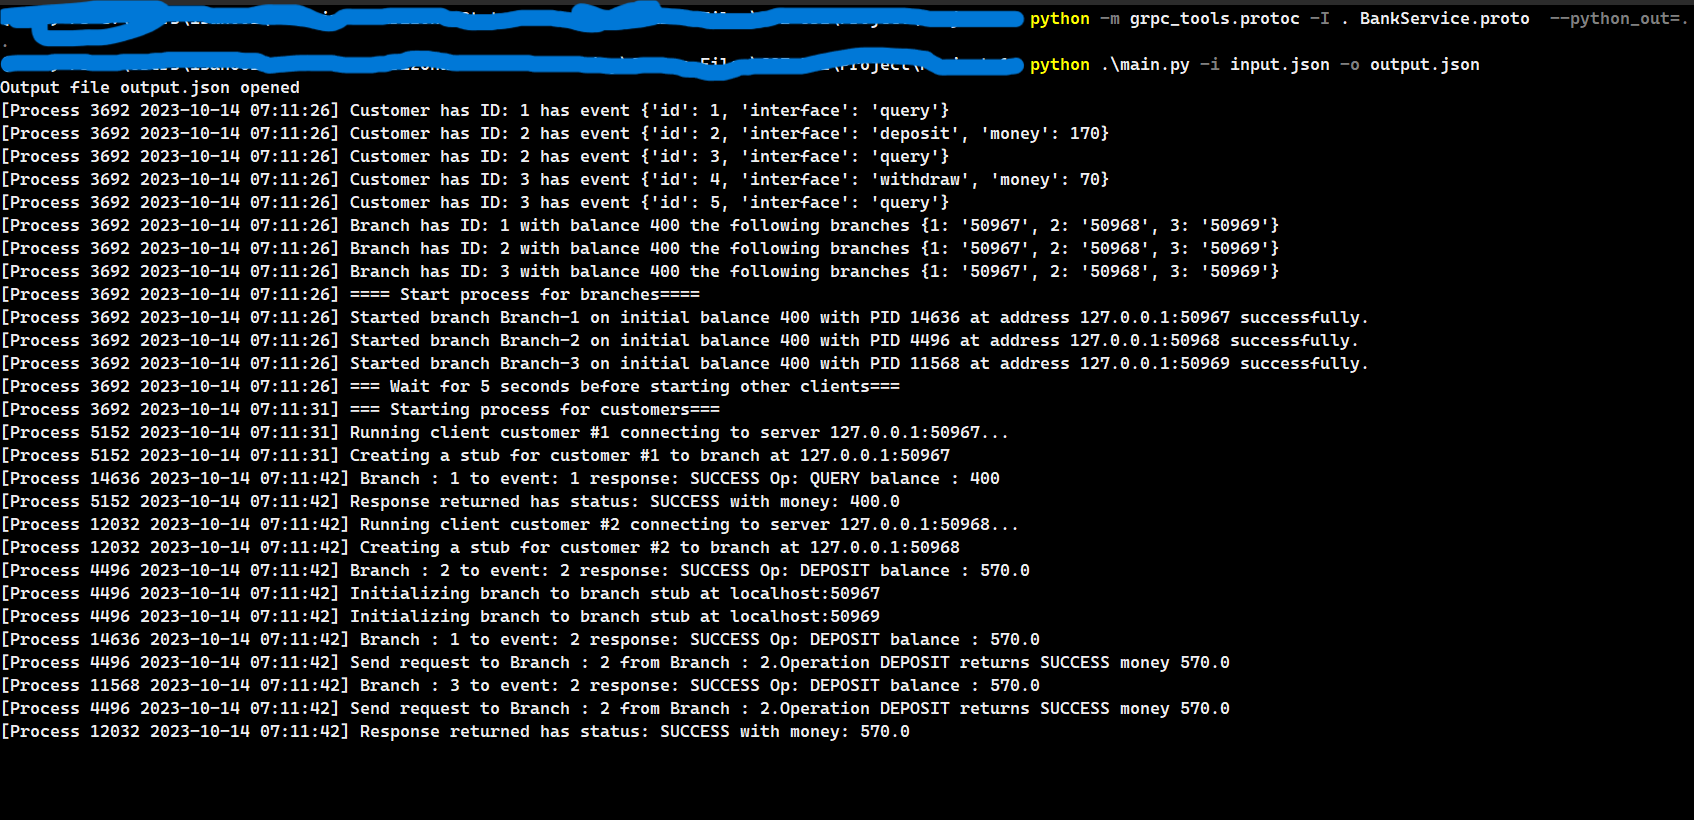 python -m grpc_tools.protoc -I . BankService.proto --python_out=.
.
python .\main.py -i input.json -o output.json
Output file output.json opened
[Process 3692 2023-10-14 07:11:26] Customer has ID: 1 has event {'id': 1, 'interface': 'query'}
[Process 3692 2023-10-14 07:11:26] Customer has ID: 2 has event {'id': 2, 'interface': 'deposit', 'money': 170}
[Process 3692 2023-10-14 07:11:26] Customer has ID: 2 has event {'id': 3, 'interface': 'query'}
[Process 3692 2023-10-14 07:11:26] Customer has ID: 3 has event {'id': 4, 'interface': 'withdraw', 'money': 70}
[Process 3692 2023-10-14 07:11:26] Customer has ID: 3 has event {'id': 5, 'interface': 'query'}
[Process 3692 2023-10-14 07:11:26] Branch has ID: 1 with balance 400 the following branches {1: '50967', 2: '50968', 3: '50969'}
[Process 3692 2023-10-14 07:11:26] Branch has ID: 2 with balance 400 the following branches {1: '50967', 2: '50968', 3: '50969'}
[Process 3692 2023-10-14 07:11:26] Branch has ID: 3 with balance 400 the following branches {1: '50967', 2: '50968', 3: '50969'}
[Process 3692 2023-10-14 07:11:26] ==== Start process for branches====
[Process 3692 2023-10-14 07:11:26] Started branch Branch-1 on initial balance 400 with PID 14636 at address 127.0.0.1:50967 successfully.
[Process 3692 2023-10-14 07:11:26] Started branch Branch-2 on initial balance 400 with PID 4496 at address 127.0.0.1:50968 successfully.
[Process 3692 2023-10-14 07:11:26] Started branch Branch-3 on initial balance 400 with PID 11568 at address 127.0.0.1:50969 successfully.
[Process 3692 2023-10-14 07:11:26] === Wait for 5 seconds before starting other clients===
[Process 3692 2023-10-14 07:11:31] === Starting process for customers===
[Process 5152 2023-10-14 07:11:31] Running client customer #1 connecting to server 127.0.0.1:50967...
[Process 5152 2023-10-14 07:11:31] Creating a stub for customer #1 to branch at 127.0.0.1:50967
[Process 14636 2023-10-14 07:11:42] Branch : 1 to event: 1 response: SUCCESS Op: QUERY balance : 400
[Process 5152 2023-10-14 07:11:42] Response returned has status: SUCCESS with money: 400.0
[Process 12032 2023-10-14 07:11:42] Running client customer #2 connecting to server 127.0.0.1:50968...
[Process 12032 2023-10-14 07:11:42] Creating a stub for customer #2 to branch at 127.0.0.1:50968
[Process 4496 2023-10-14 07:11:42] Branch : 2 to event: 2 response: SUCCESS Op: DEPOSIT balance : 570.0
[Process 4496 2023-10-14 07:11:42] Initializing branch to branch stub at localhost:50967
[Process 4496 2023-10-14 07:11:42] Initializing branch to branch stub at localhost:50969
[Process 14636 2023-10-14 07:11:42] Branch : 1 to event: 2 response: SUCCESS Op: DEPOSIT balance : 570.0
[Process 4496 2023-10-14 07:11:42] Send request to Branch : 2 from Branch : 2.Operation DEPOSIT returns SUCCESS money 570.0
[Process 11568 2023-10-14 07:11:42] Branch : 3 to event: 2 response: SUCCESS Op: DEPOSIT balance : 570.0
[Process 4496 2023-10-14 07:11:42] Send request to Branch : 2 from Branch : 2.Operation DEPOSIT returns SUCCESS money 570.0
[Process 12032 2023-10-14 07:11:42] Response returned has status: SUCCESS with money: 570.0